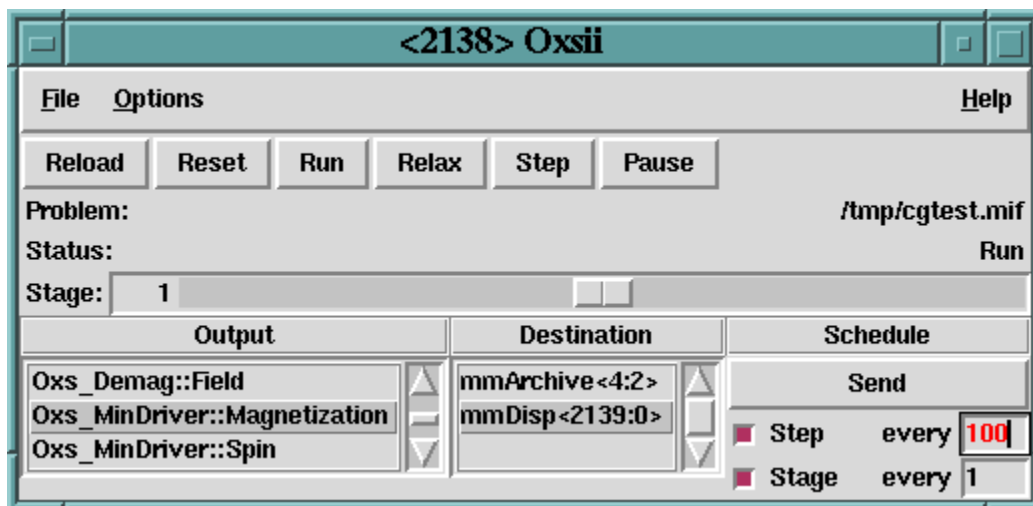 <2138> Oxsii
File Options Help
Reload Reset Run Relax Step Pause
Problem: /tmp/cgtest.mif
Status: Run
Stage: 1
Output Destination Schedule
Oxs_Demag::Field mmArchive<4:2> Send
Oxs_MinDriver::Magnetization mmDisp<2139:0> Step every 100
Oxs_MinDriver::Spin Stage every 1